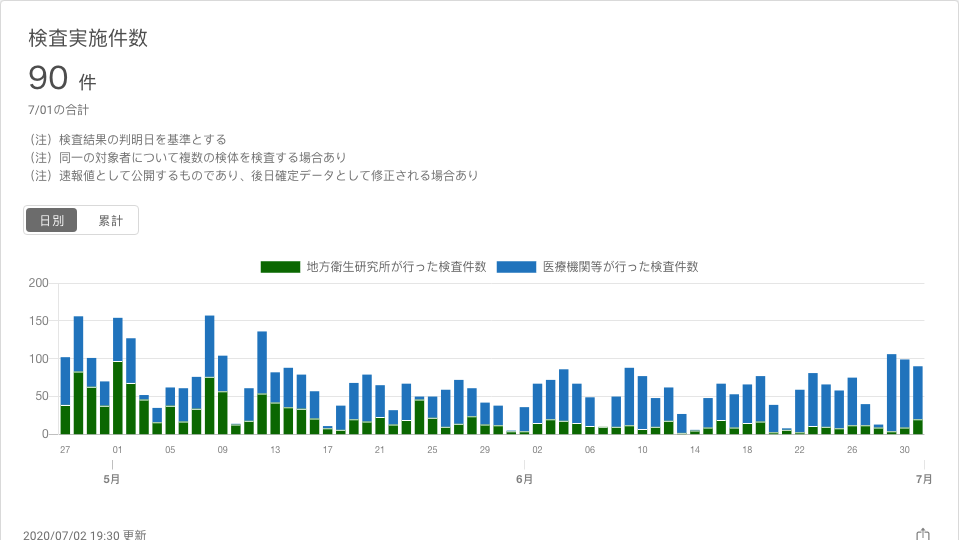 検査実施件数
90 件
7/01の合計
（注）検査結果の判明日を基準とする
（注）同一の対象者について複数の検体を検査する場合あり
（注）速報値として公開するものであり、後日確定データとして修正される場合あり
日別 累計
地方衛生研究所が行った検査件数 医療機関等が行った検査件数
200
150
100
50
0
27 01 05 09 13 17 21 25 29 02 06 10 14 18 22 26 30
5月 6月 7月
2020/07/02 19:30 更新